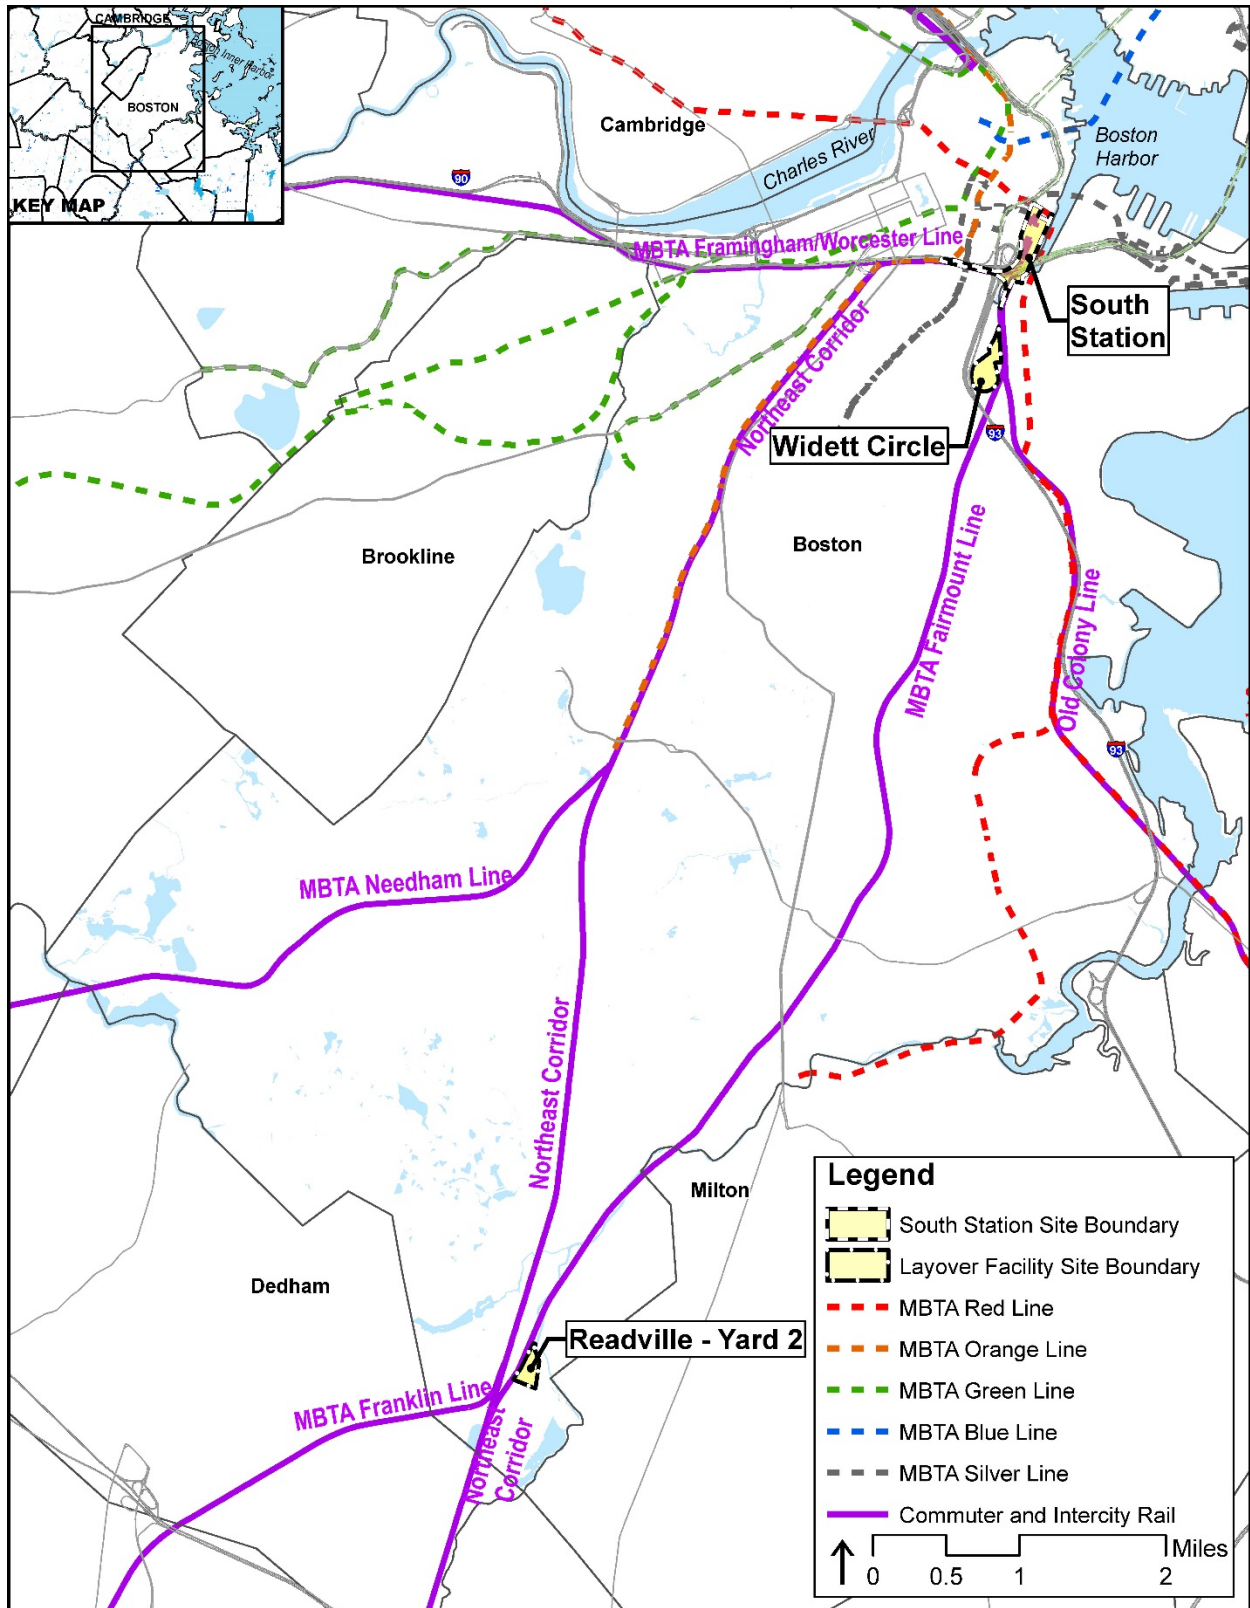 CAMBRIDGE
Boston
Inner Harbor
BOSTON
KEY MAP
90
Cambridge
Charles River
Boston
Harbor
MBTA Framingham/Worcester Line
South
Station
Northeast Corridor
Widett Circle
93
Brookline
Boston
MBTA Fairmount Line
Old Colony Line
93
MBTA Needham Line
Northeast Corridor
Milton
Dedham
Readville - Yard 2
MBTA Franklin Line
Northeast
Corridor
Legend
South Station Site Boundary
Layover Facility Site Boundary
MBTA Red Line
MBTA Orange Line
MBTA Green Line
MBTA Blue Line
MBTA Silver Line
Commuter and Intercity Rail
Miles
0 0.5 1 2